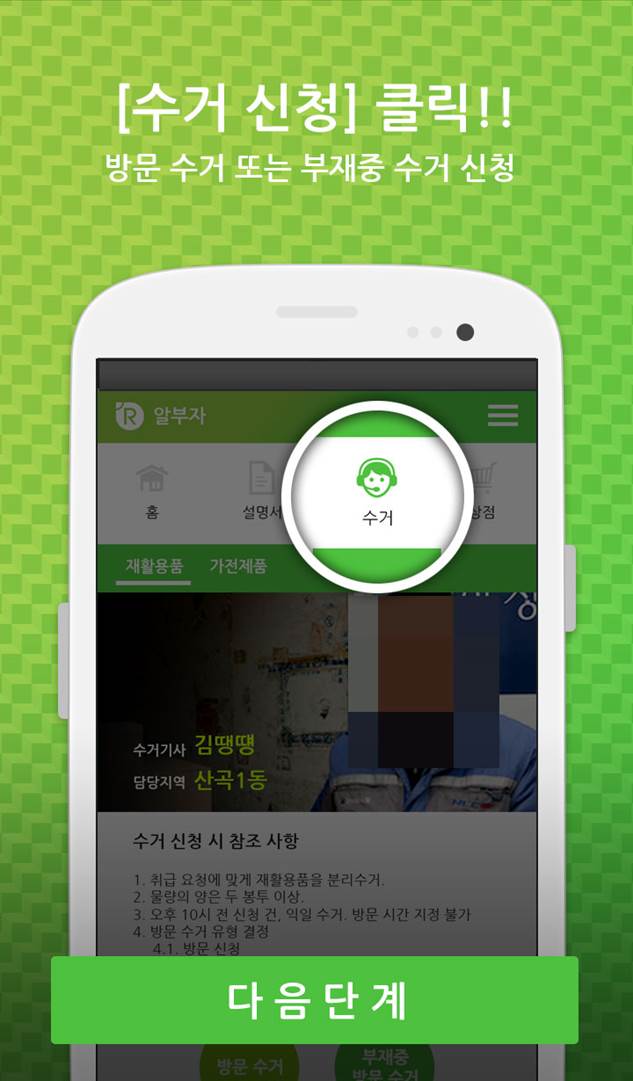 [수거 신청] 클릭!!
방문 수거 또는 부재중 수거 신청
R 알부자
홈
설명서
수거
상점
재활용품 가전제품
수거기사 김땡땡
담당지역 산곡1동
수거 신청 시 참조 사항
1. 취급 요청에 맞게 재활용품을 분리수거.
2. 물량의 양은 두 봉투 이상.
3. 오후 10시 전 신청 건, 익일 수거. 방문 시간 지정 불가
4. 방문 수거 유형 결정
4.1. 방문 신청
다음단계
방문 수거
부재중
방문 수거